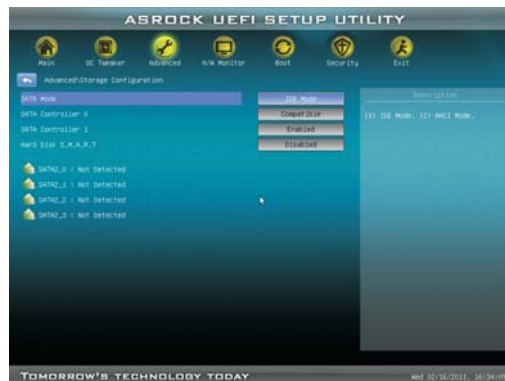 ASROCK UEFI SETUP UTILITY
Main OC Tweaker Advanced H/W Monitor Boot Security Exit
Advanced\Storage Configuration
Description
SATA Mode IDE Mode
SATA Controller 0 Compatible
(1) IDE Mode. (2) AHCI Mode.
SATA Controller 1 Enabled
Hard Disk S.M.A.R.T Disabled
SATA2_0 : Not Detected
SATA2_1 : Not Detected
SATA2_2 : Not Detected
SATA2_3 : Not Detected
TOMORROW'S TECHNOLOGY TODAY
Wed 02/16/2011, 16:34:09